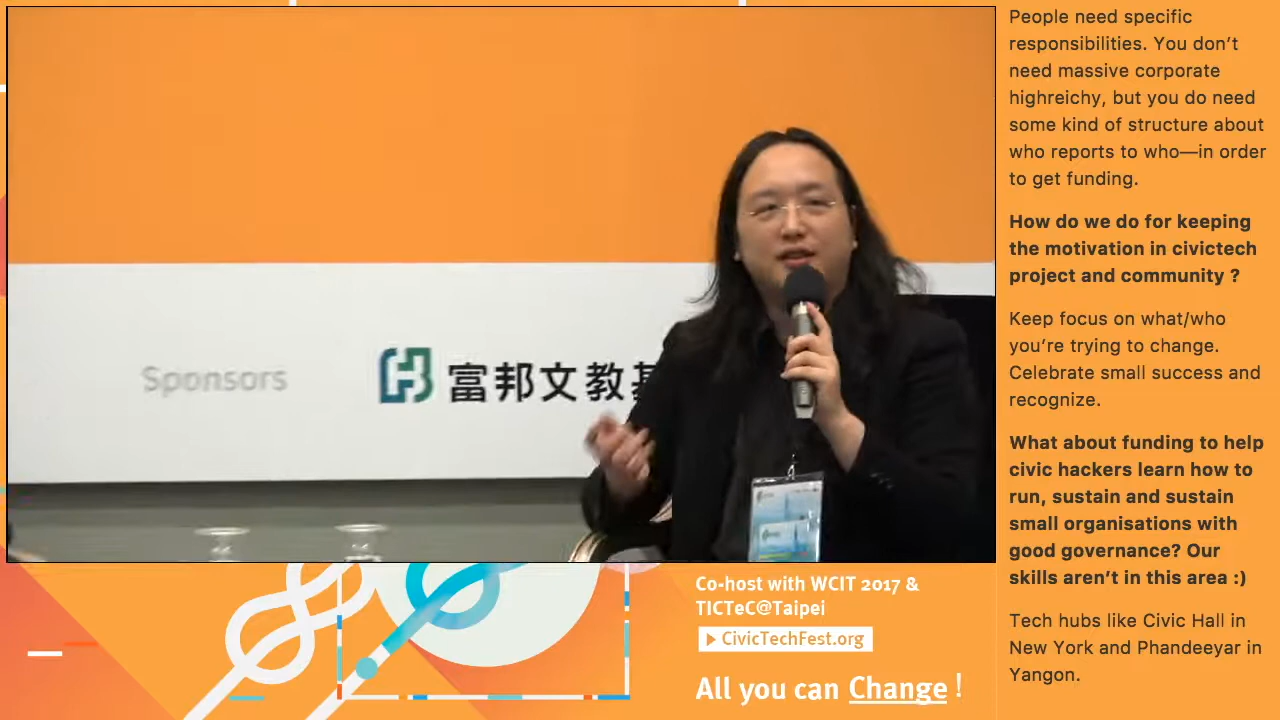 Sponsors
富邦文教基
Co-host with WCIT 2017 &
TICTeC@Taipei
CivicTechFest.org
All you can Change !
People need specific
responsibilities. You don’t
need massive corporate
highreichy, but you do need
some kind of structure about
who reports to who—in order
to get funding.
How do we do for keeping
the motivation in civictech
project and community ?
Keep focus on what/who
you’re trying to change.
Celebrate small success and
recognize.
What about funding to help
civic hackers learn how to
run, sustain and sustain
small organisations with
good governance? Our
skills aren’t in this area :)
Tech hubs like Civic Hall in
New York and Phandeeyar in
Yangon.